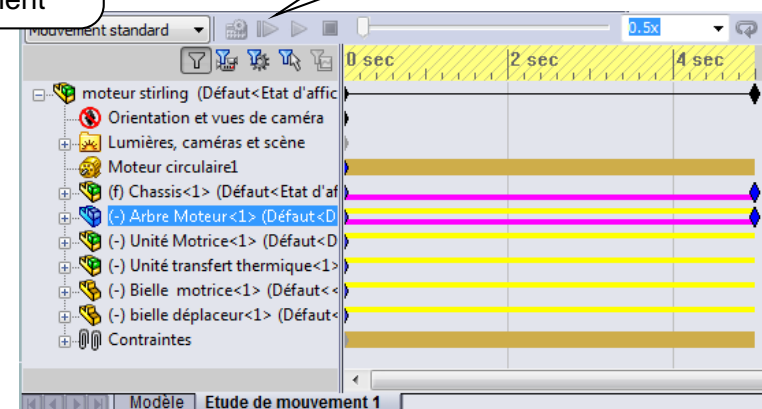 ment
Mouvement standard 0.5x
0 sec 2 sec 4 sec
moteur stirling (Défaut<Etat d'affic
Orientation et vues de caméra
Lumières, caméras et scène
Moteur circulaire1
(f) Chassis<1> (Défaut<Etat d'af
(-) Arbre Moteur<1> (Défaut<D
(-) Unité Motrice<1> (Défaut<D
(-) Unité transfert thermique<1>
(-) Bielle motrice<1> (Défaut<<
(-) bielle déplaceur<1> (Défaut<
Contraintes
Modèle Etude de mouvement 1